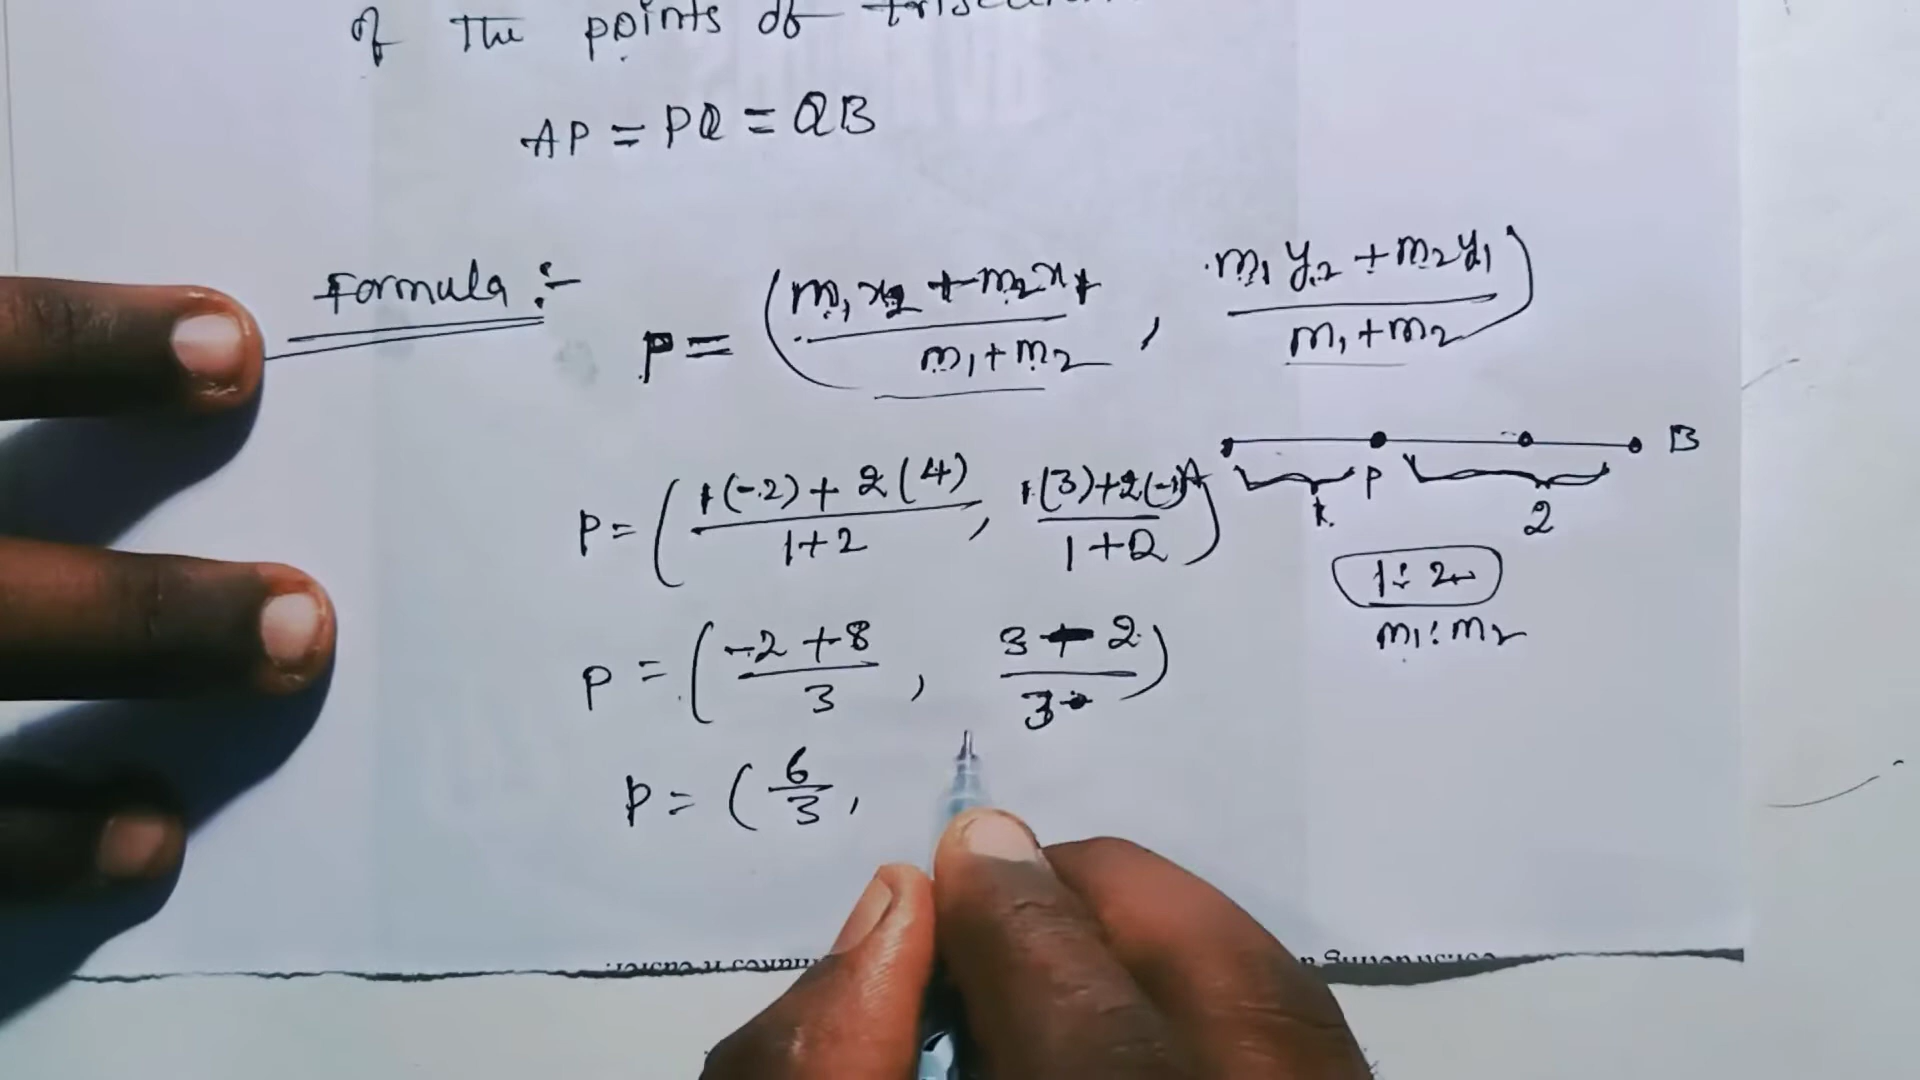 of The points of
AP = PQ = QB
Formula :-
P = (m₁x₂ + m₂x₁ / m₁+m₂ , m₁y₂ + m₂y₁ / m₁+m₂)
B
P = (1(-2) + 2(4) / 1+2 , 1(3)+2(-1) / 1+2)
A P
2
1 : 2
m₁ : m₂
P = (-2 + 8 / 3 , 3 - 2 / 3)
P = (6/3 ,